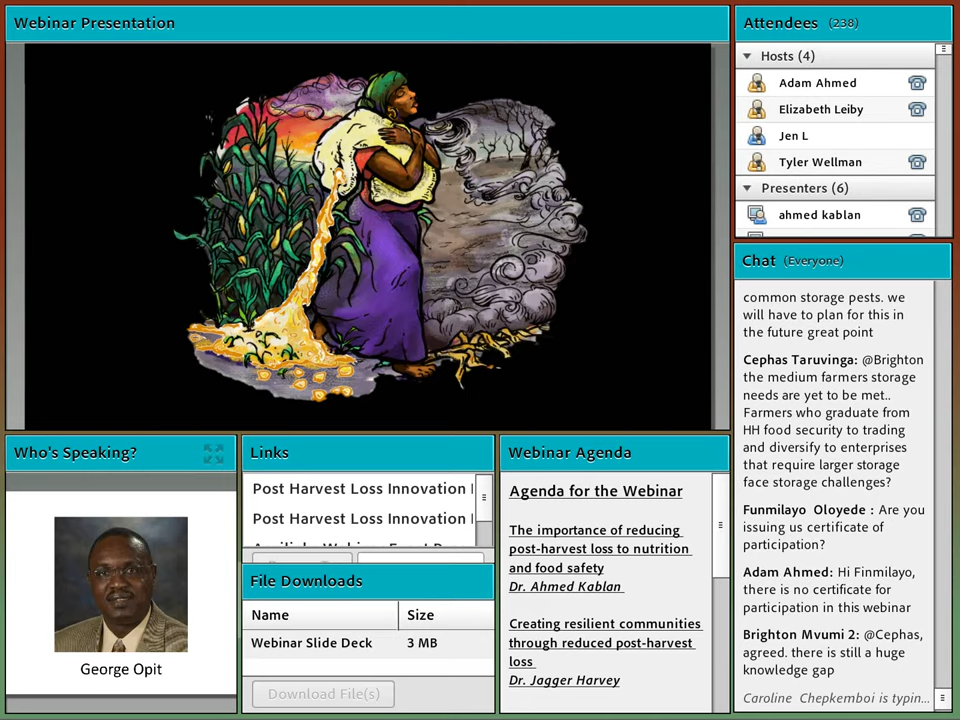 Webinar Presentation
Attendees (238)
Hosts (4)
Adam Ahmed
Elizabeth Leiby
Jen L
Tyler Wellman
Presenters (6)
ahmed kablan
Chat (Everyone)
common storage pests. we
will have to plan for this in
the future great point
Cephas Taruvinga: @Brighton
the medium farmers storage
needs are yet to be met..
Farmers who graduate from
HH food security to trading
and diversify to enterprises
that require larger storage
face storage challenges?
Funmilayo Oloyede : Are you
issuing us certificate of
participation?
Adam Ahmed: Hi Finmilayo,
there is no certificate for
participation in this webinar
Brighton Mvumi 2: @Cephas,
agreed. there is still a huge
knowledge gap
Caroline Chepkemboi is typin...
Who's Speaking?
George Opit
Links
Post Harvest Loss Innovation
Post Harvest Loss Innovation
File Downloads
Name Size
Webinar Slide Deck 3 MB
Download File(s)
Webinar Agenda
Agenda for the Webinar
The importance of reducing
post-harvest loss to nutrition
and food safety
Dr. Ahmed Kablan
Creating resilient communities
through reduced post-harvest
loss
Dr. Jagger Harvey